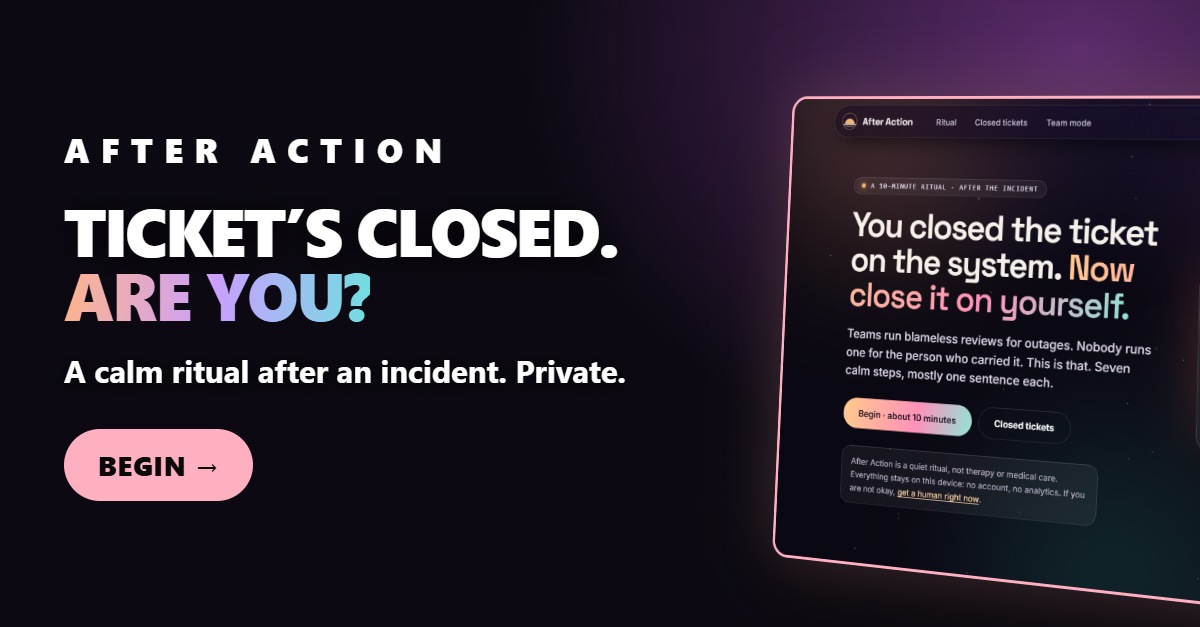 AFTER ACTION
TICKET’S CLOSED.
ARE YOU?
A calm ritual after an incident. Private.
BEGIN →
After Action
Ritual
Closed tickets
Team mode
A 10-MINUTE RITUAL · AFTER THE INCIDENT
You closed the ticket
on the system. Now
close it on yourself.
Teams run blameless reviews for outages. Nobody runs
one for the person who carried it. This is that. Seven
calm steps, mostly one sentence each.
Begin · about 10 minutes
Closed tickets
After Action is a quiet ritual, not therapy or medical care.
Everything stays on this device: no account, no analytics. If you
are not okay, get a human right now.